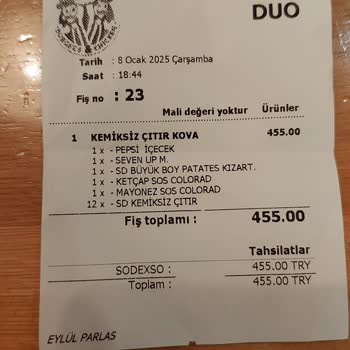 BURGERS CHICKEN
DUO
Tarih : 8 Ocak 2025 Çarşamba
Saat : 18:44
Fiş no : 23
Mali değeri yoktur Ürünler
1 KEMİKSİZ ÇITIR KOVA 455.00
1 x - PEPSİ İÇECEK
1 x - SEVEN UP M.
1 x - SD BÜYÜK BOY PATATES KIZART.
1 x - KETÇAP SOS COLORAD
1 x - MAYONEZ SOS COLORAD
12 x - SD KEMİKSİZ ÇITIR
Fiş toplamı : 455.00
Tahsilatlar
SODEXSO : 455.00 TRY
Toplam : 455.00 TRY
EYLÜL PARLAS